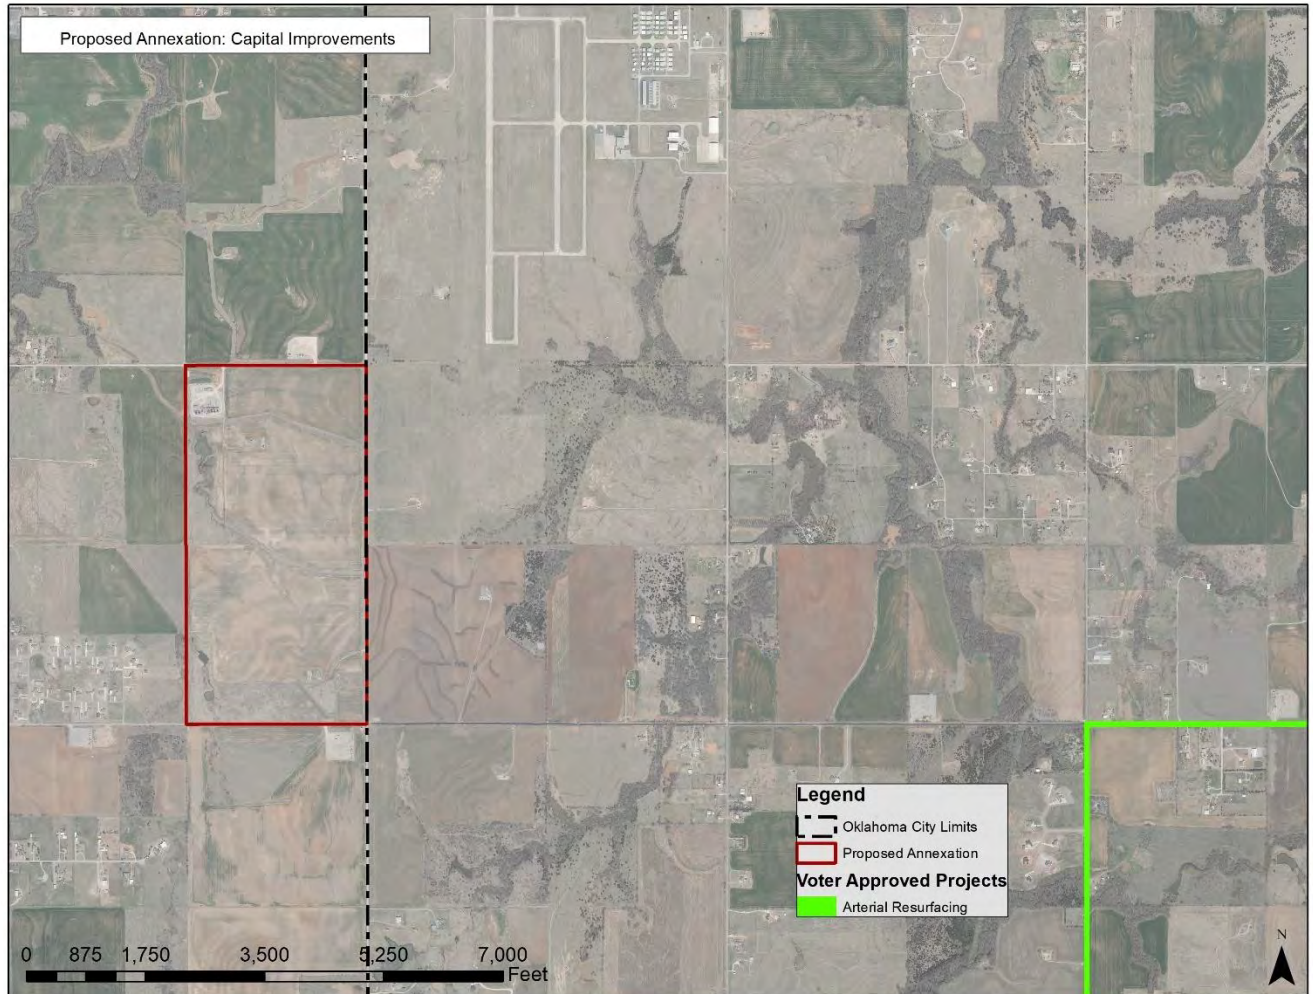 Proposed Annexation: Capital Improvements
Legend
Oklahoma City Limits
Proposed Annexation
Voter Approved Projects
Arterial Resurfacing
0 875 1,750 3,500 5,250 7,000
Feet
N